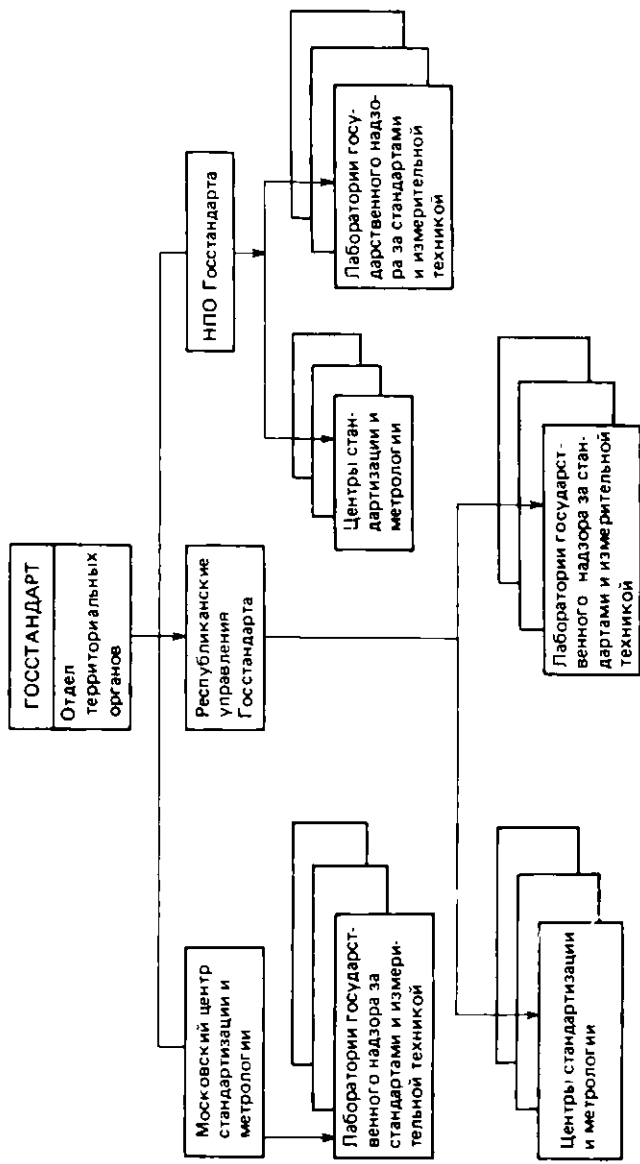 ГОССТАНДАРТ
Отдел
территориальных
органов
Московский центр
стандартизации и
метрологии
Республиканские
управления
Госстандарта
НПО Госстандарта
Лаборатории государст-
венного надзора за
стандартами и измери-
тельной техникой
Центры стан-
дартизации и
метрологии
Лаборатории госу-
дарственного надзо-
ра за стандартами
и измерительной
техникой
Центры стандартизации
и метрологии
Лаборатории государст-
венного надзора за стан-
дартами и измерительной
техникой